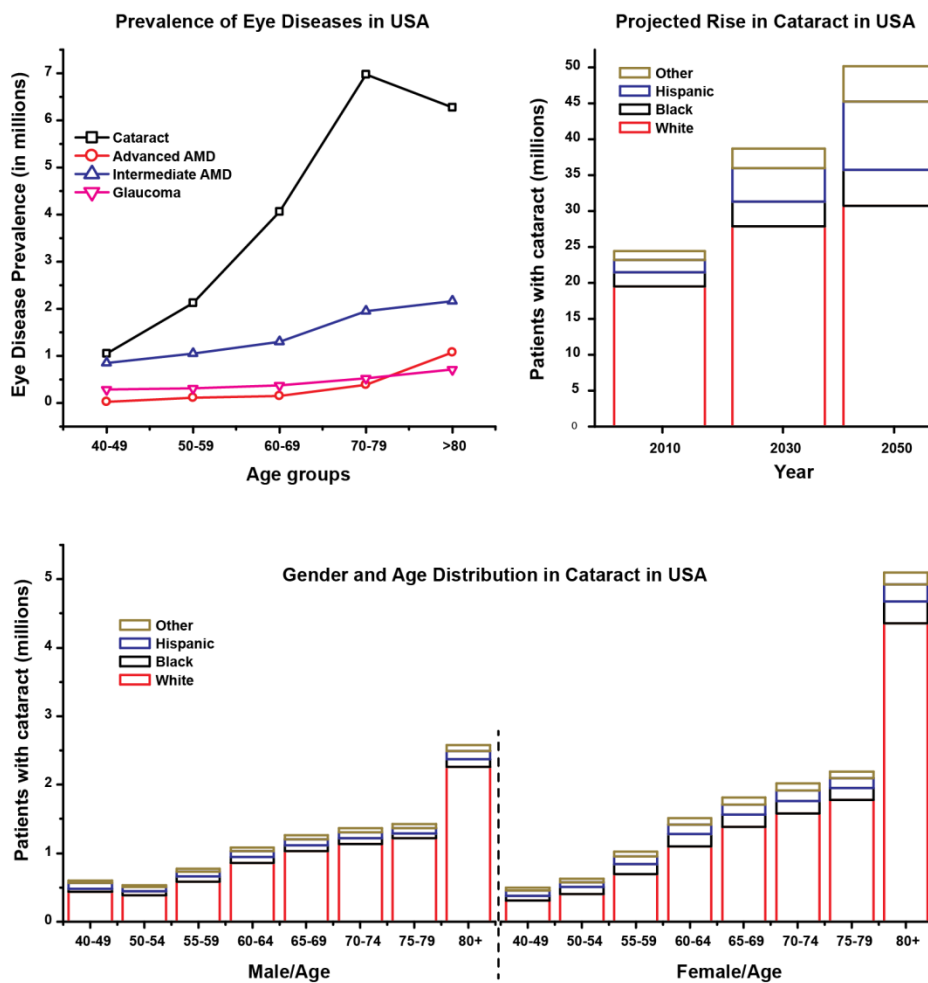 Prevalence of Eye Diseases in USA
Eye Disease Prevalence (in millions)
7
6
5
4
3
2
1
0
Cataract
Advanced AMD
Intermediate AMD
Glaucoma
40-49 50-59 60-69 70-79 >80
Age groups
Projected Rise in Cataract in USA
Patients with cataract (millions)
50
45
40
35
30
25
20
15
10
5
0
Other
Hispanic
Black
White
2010 2030 2050
Year
Gender and Age Distribution in Cataract in USA
Patients with cataract (millions)
5
4
3
2
1
0
Other
Hispanic
Black
White
40-49 50-54 55-59 60-64 65-69 70-74 75-79 80+ 40-49 50-54 55-59 60-64 65-69 70-74 75-79 80+
Male/Age Female/Age